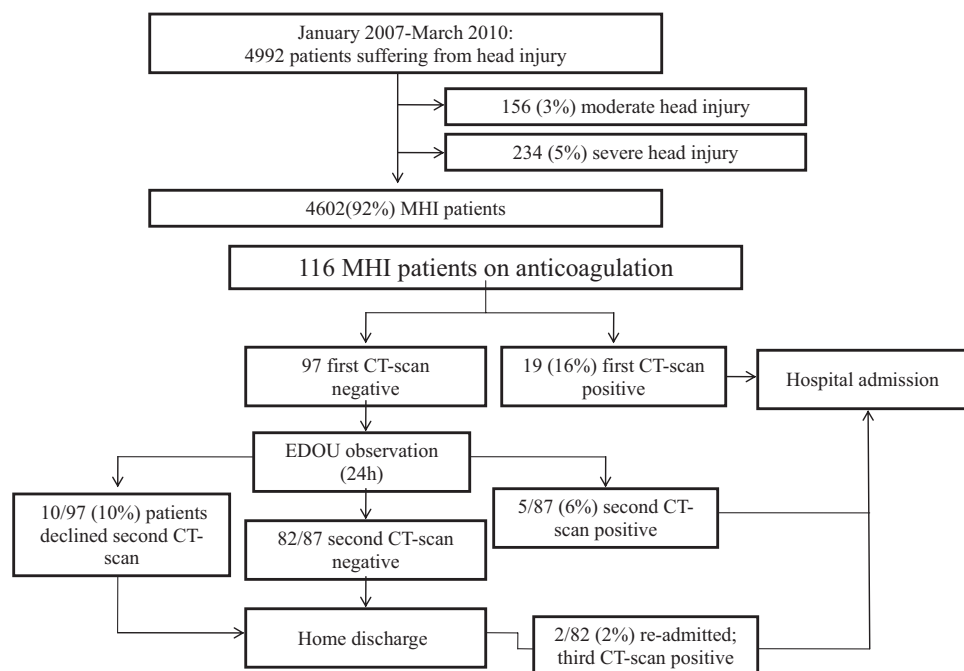 January 2007-March 2010:
4992 patients suffering from head injury
156 (3%) moderate head injury
234 (5%) severe head injury
4602(92%) MHI patients
116 MHI patients on anticoagulation
97 first CT-scan
negative
19 (16%) first CT-scan
positive
Hospital admission
EDOU observation
(24h)
10/97 (10%) patients
declined second CT-
scan
82/87 second CT-scan
negative
5/87 (6%) second CT-
scan positive
Home discharge
2/82 (2%) re-admitted;
third CT-scan positive